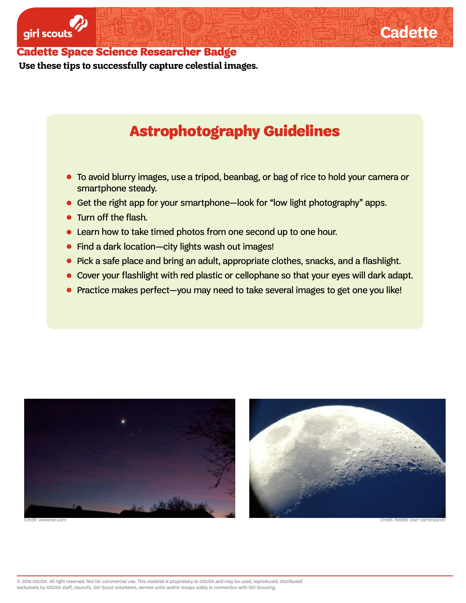 girl scouts
Cadette
Cadette Space Science Researcher Badge
Use these tips to successfully capture celestial images.
Astrophotography Guidelines
• To avoid blurry images, use a tripod, beanbag, or bag of rice to hold your camera or
smartphone steady.
• Get the right app for your smartphone—look for "low light photography" apps.
• Turn off the flash.
• Learn how to take timed photos from one second up to one hour.
• Find a dark location—city lights wash out images!
• Pick a safe place and bring an adult, appropriate clothes, snacks, and a flashlight.
• Cover your flashlight with red plastic or cellophane so that your eyes will dark adapt.
• Practice makes perfect—you may need to take several images to get one you like!
Credit:
Credit: Reddit User
© 2018 GSUSA. All right reserved. Not for commercial use. This material is proprietary to GSUSA and may be used, reproduced, distributed
exclusively by GSUSA staff, councils, Girl Scout volunteers, service units and/or troops solely in connection with Girl Scouting.